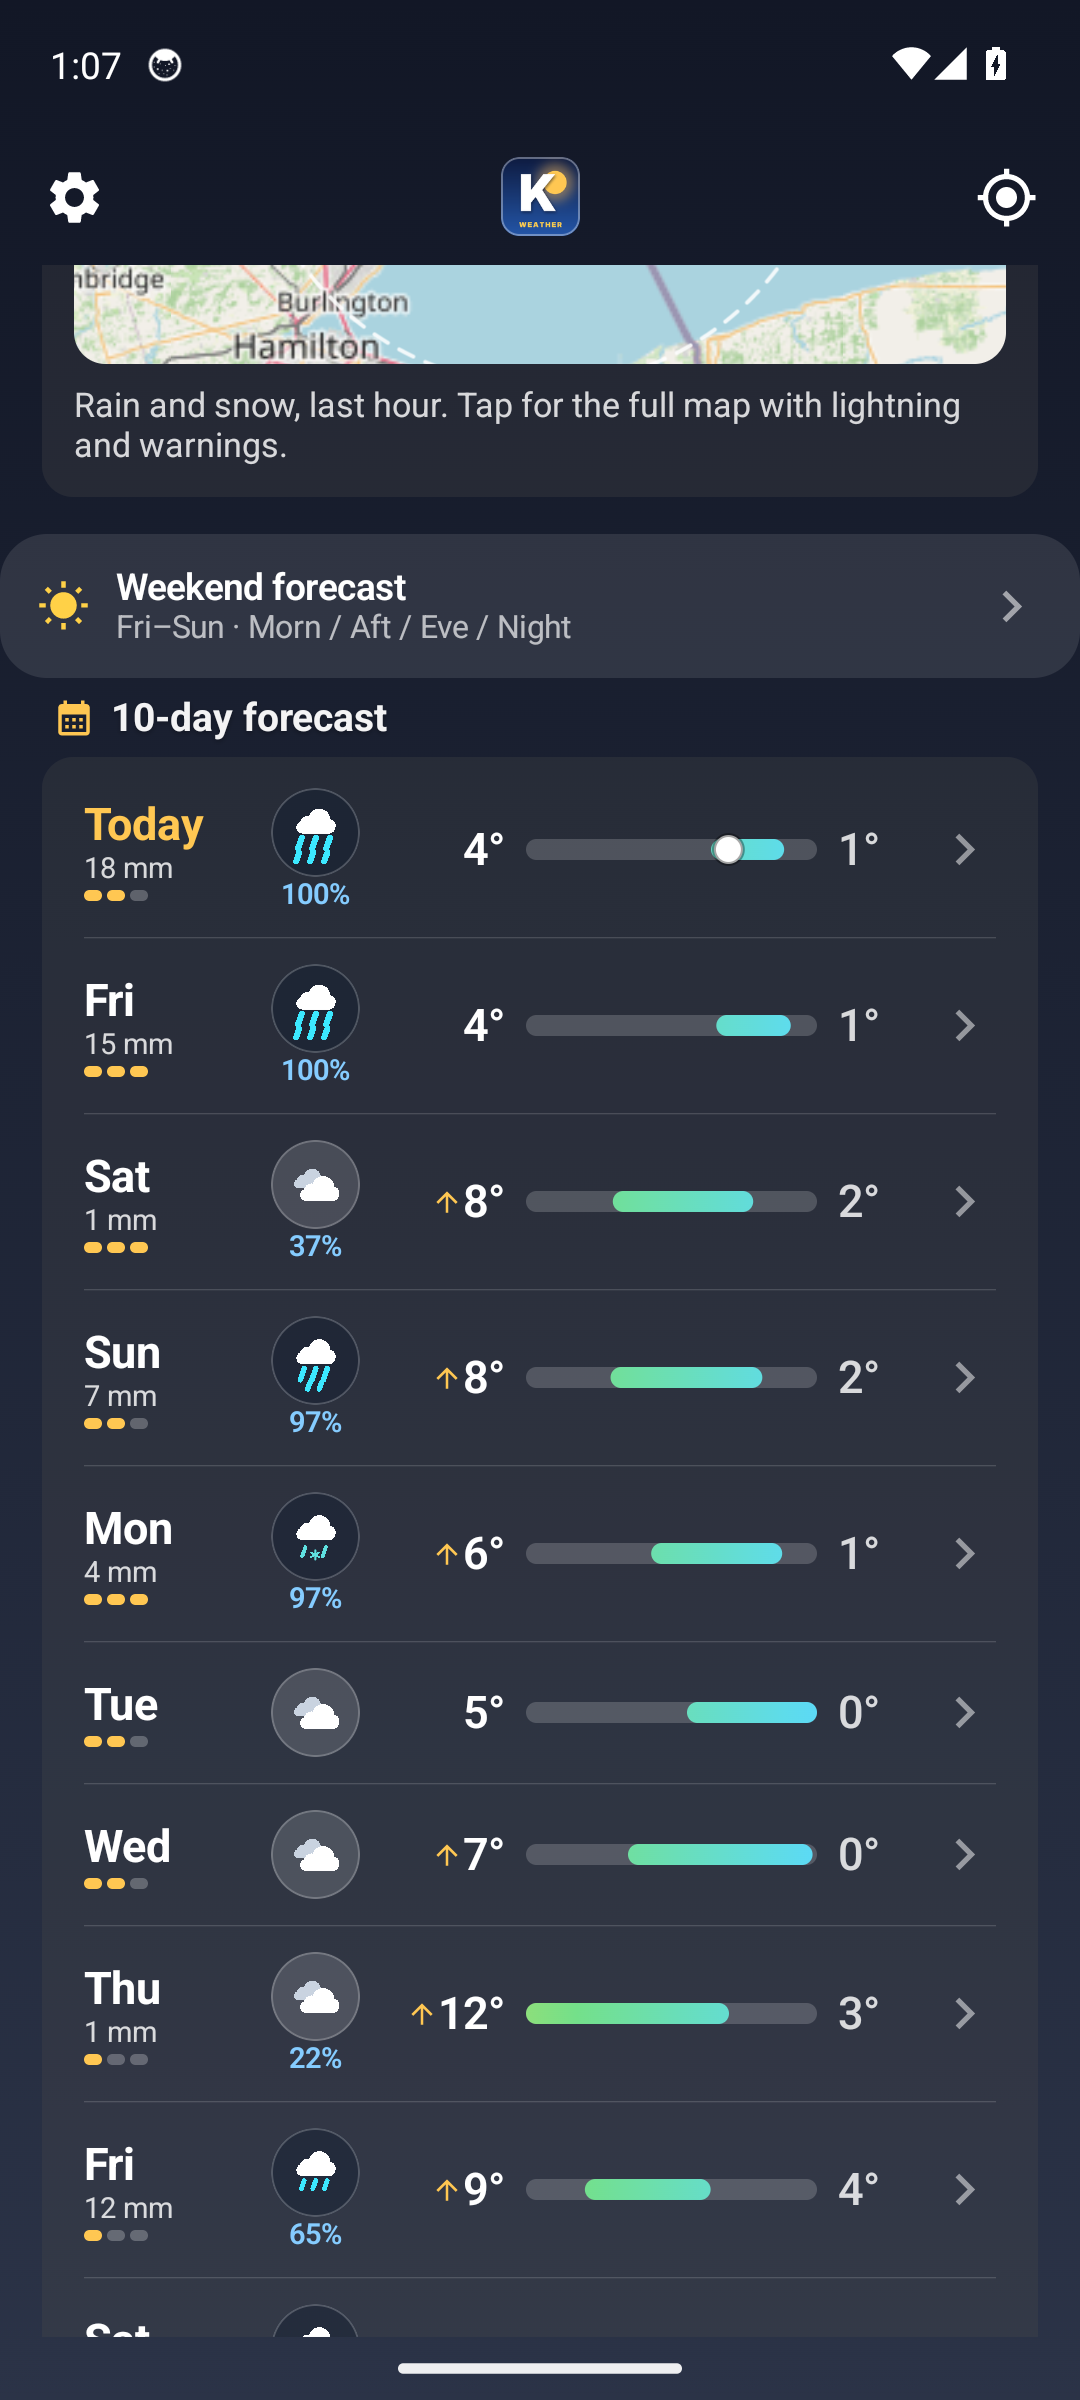 1:07
K
WEATHER
nbridge
Burlington
Hamilton
Rain and snow, last hour. Tap for the full map with lightning
and warnings.
Weekend forecast
Fri–Sun · Morn / Aft / Eve / Night
10-day forecast
Today
18 mm
100%
4°
1°
Fri
15 mm
100%
4°
1°
Sat
1 mm
37%
↑8°
2°
Sun
7 mm
97%
↑8°
2°
Mon
4 mm
97%
↑6°
1°
Tue
5°
0°
Wed
↑7°
0°
Thu
1 mm
22%
↑12°
3°
Fri
12 mm
65%
↑9°
4°
Sat